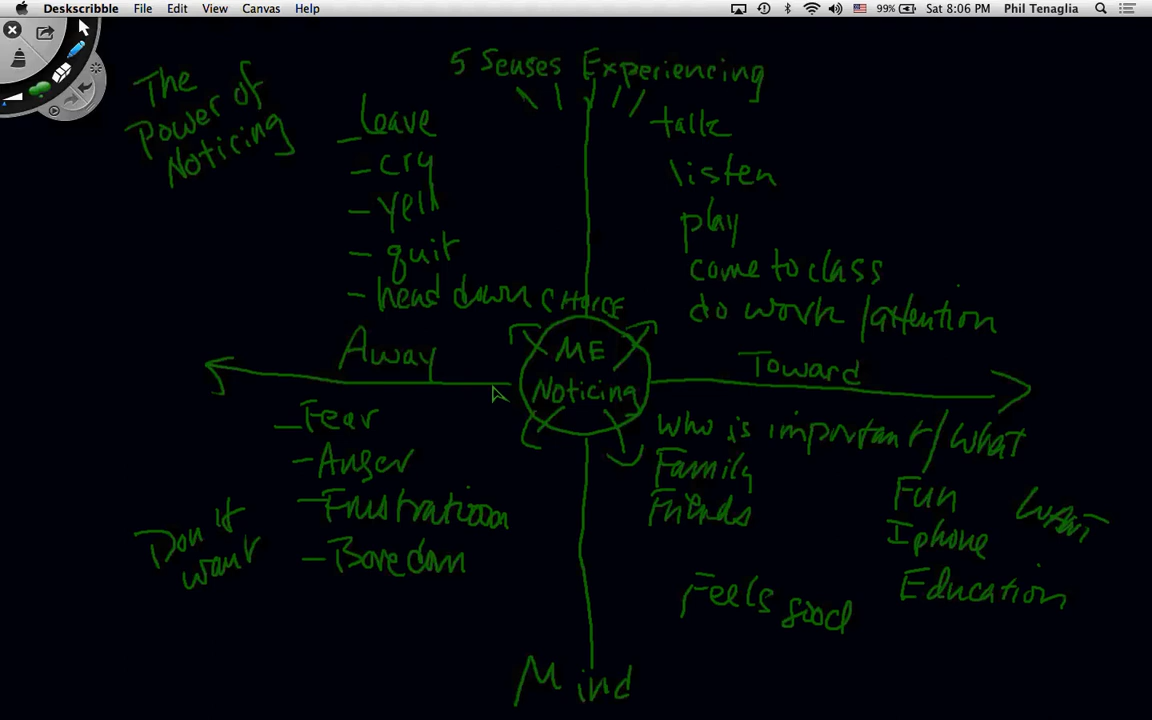 Deskscribble File Edit View Canvas Help 99% Sat 8:06 PM Phil Tenaglia
The
Power of
Noticing
5 Senses Experiencing
Leave
- cry
- yell
- quit
- head down
talk
listen
play
come to class
do work / attention
CHOICE
ME
Noticing
Away
Toward
- Fear
- Anger
- Frustration
- Boredom
Don't
want
Who is important / What
Family
Friends
Fun
Iphone
Education
Want
Feels good
Mind